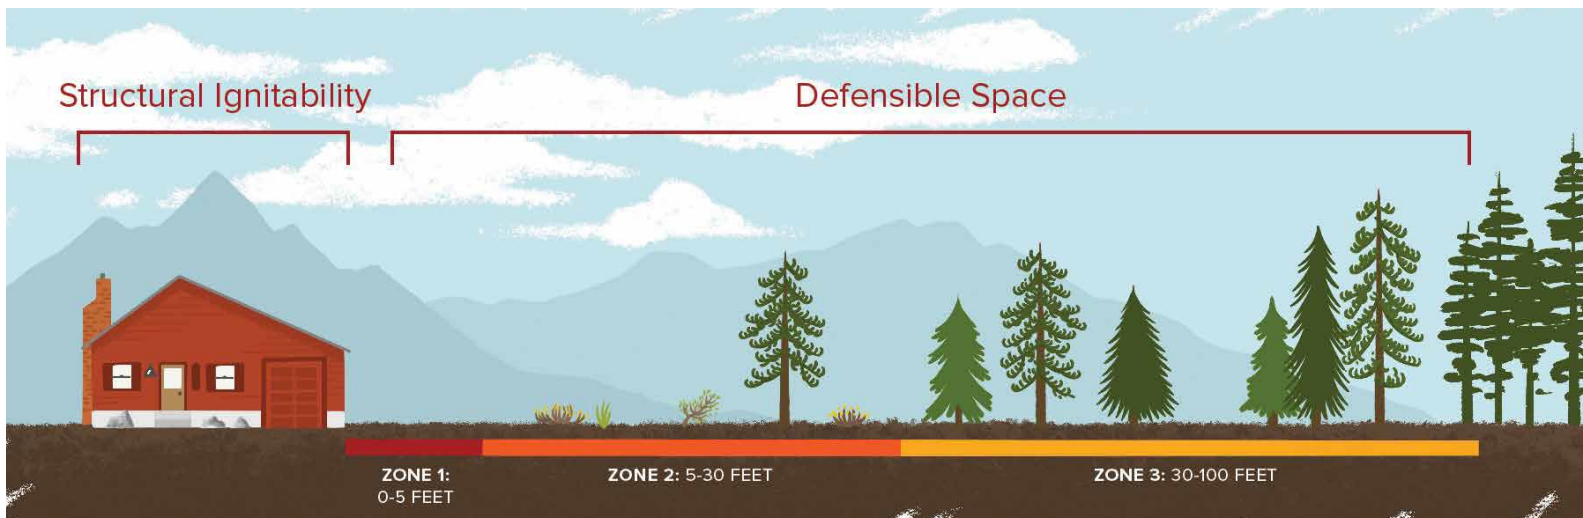 Structural Ignitability
Defensible Space
ZONE 1:
0-5 FEET
ZONE 2: 5-30 FEET
ZONE 3: 30-100 FEET